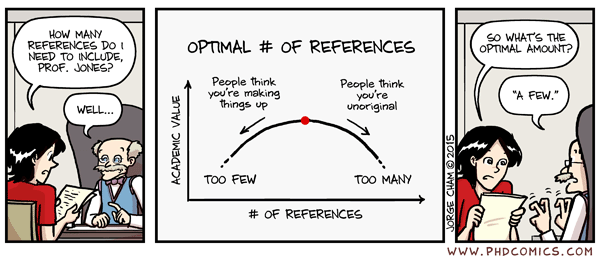 HOW MANY
REFERENCES DO I
NEED TO INCLUDE,
PROF. JONES?
WELL...
OPTIMAL # OF REFERENCES
People think
you're making
things up
People think
you're
unoriginal
ACADEMIC VALUE
TOO FEW
TOO MANY
# OF REFERENCES
JORGE CHAM © 2015
SO WHAT'S THE
OPTIMAL AMOUNT?
"A FEW."
WWW.PHDCOMICS.COM